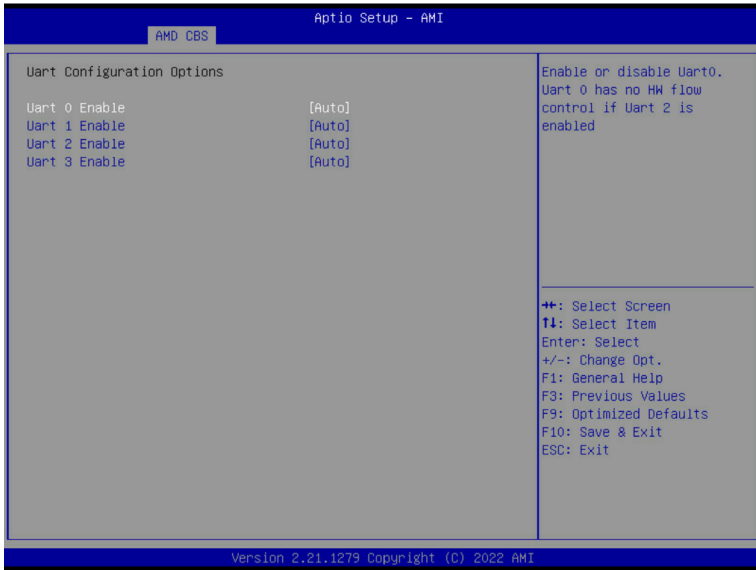 Aptio Setup – AMI
AMD CBS
Uart Configuration Options
Uart 0 Enable [Auto]
Uart 1 Enable [Auto]
Uart 2 Enable [Auto]
Uart 3 Enable [Auto]
Enable or disable Uart0.
Uart 0 has no HW flow
control if Uart 2 is
enabled
→←: Select Screen
↑↓: Select Item
Enter: Select
+/-: Change Opt.
F1: General Help
F3: Previous Values
F9: Optimized Defaults
F10: Save & Exit
ESC: Exit
Version 2.21.1279 Copyright (C) 2022 AMI